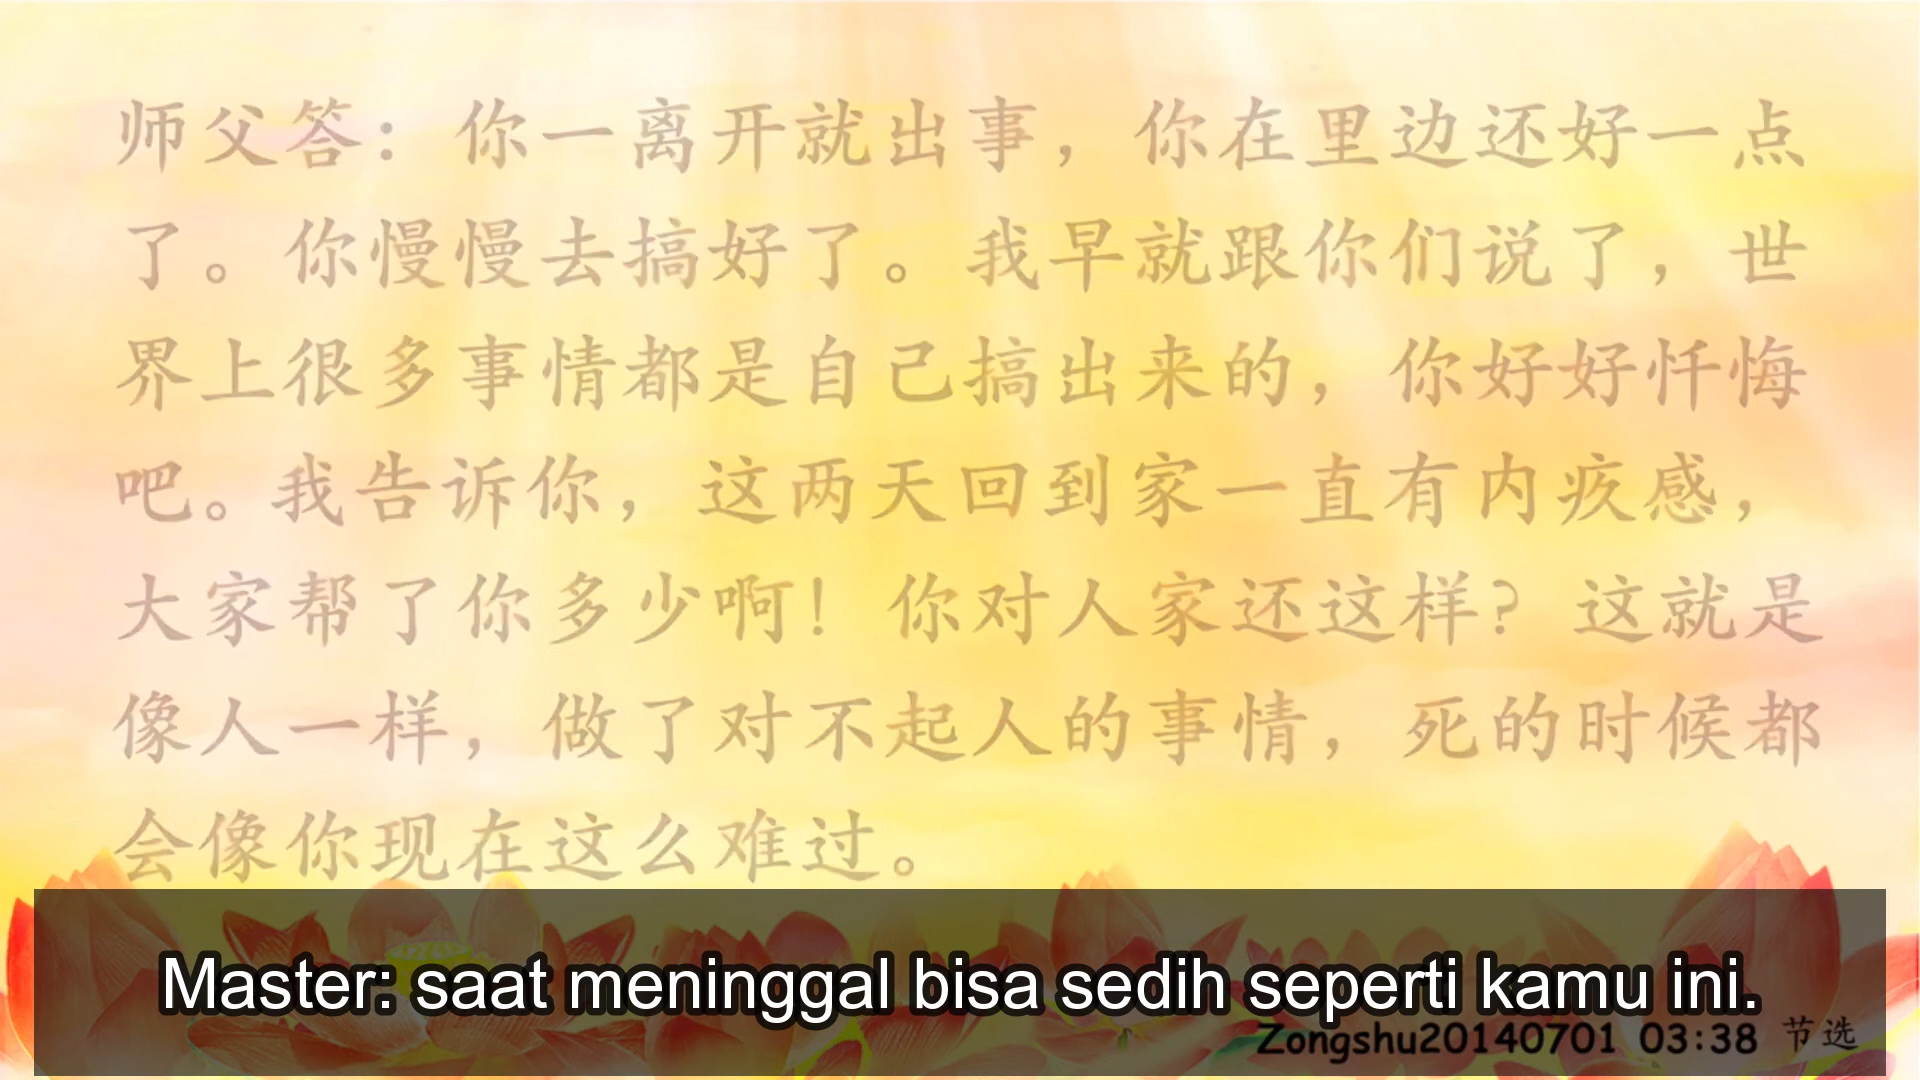 师父答：你一离开就出事，你在里边还好一点
了。你慢慢去搞好了。我早就跟你们说了，世
界上很多事情都是自己搞出来的，你好好忏悔
吧。我告诉你，这两天回到家一直有内疚感，
大家帮了你多少啊！你对人家还这样？这就是
像人一样，做了对不起人的事情，死的时候都
会像你现在这么难过。
Master: saat meninggal bisa sedih seperti kamu ini.
Zongshu20140701 03:38 节选